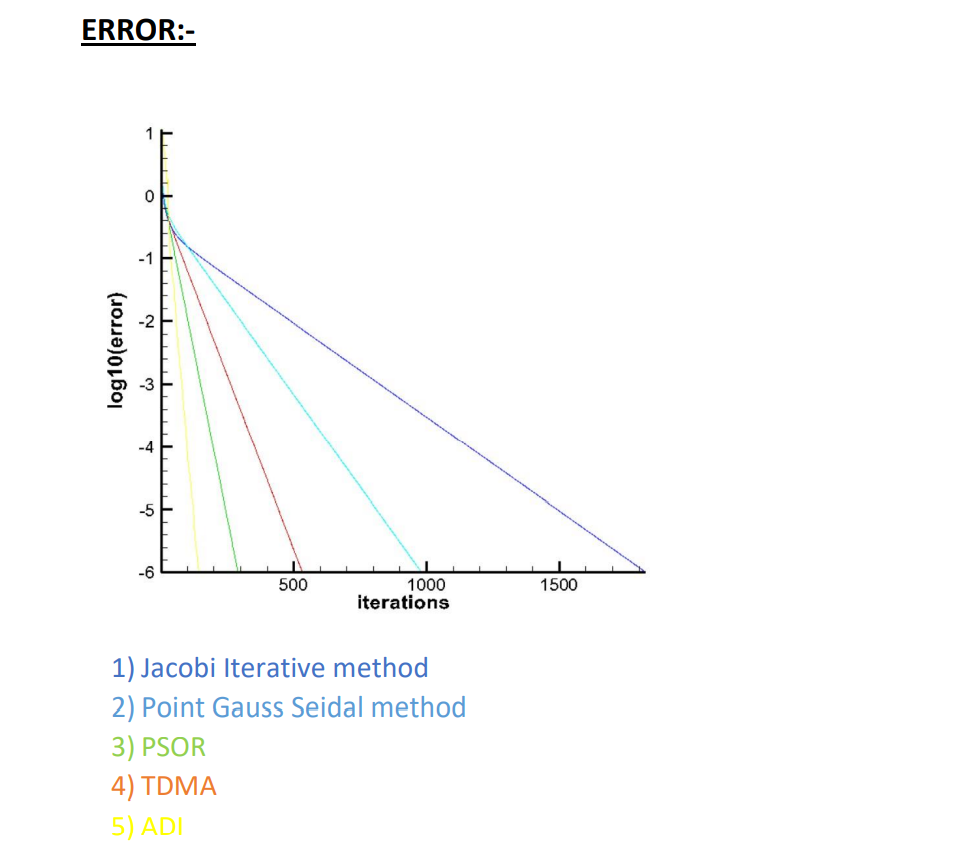 ERROR:-
1
0
-1
-2
-3
-4
-5
-6
log10(error)
500 1000 1500
iterations
1) Jacobi Iterative method
2) Point Gauss Seidal method
3) PSOR
4) TDMA
5) ADI